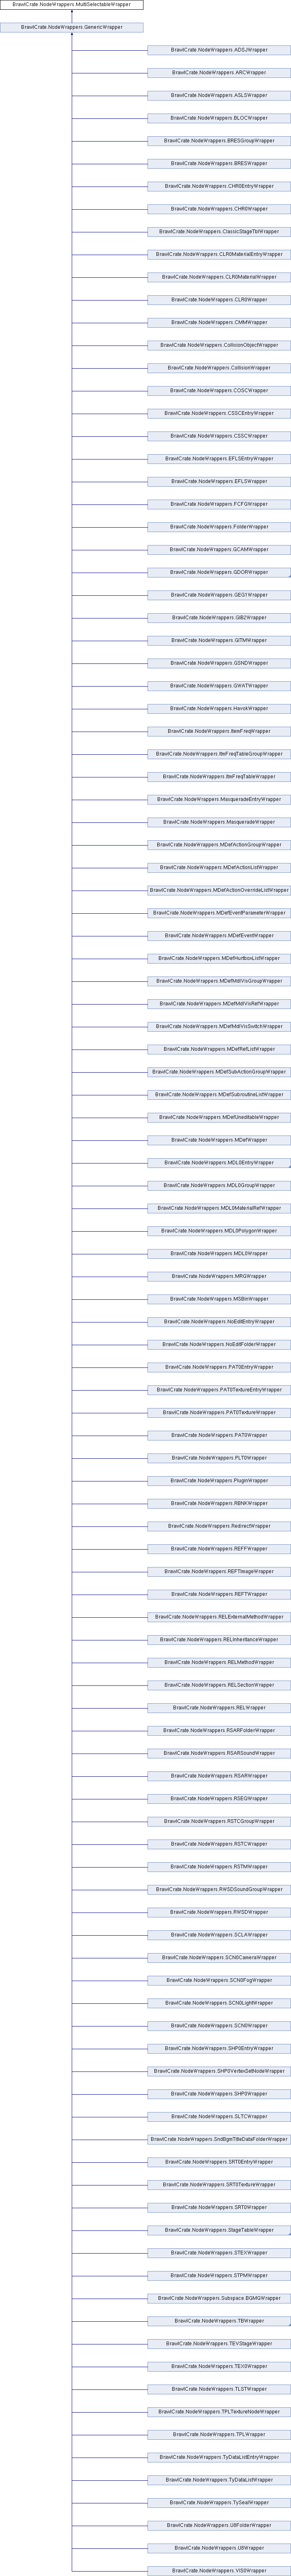 BrawlCrate.NodeWrappers.MultiSelectableWrapper
BrawlCrate.NodeWrappers.GenericWrapper
BrawlCrate.NodeWrappers.ADSJWrapper
BrawlCrate.NodeWrappers.ARCWrapper
BrawlCrate.NodeWrappers.ASLSWrapper
BrawlCrate.NodeWrappers.BLOCWrapper
BrawlCrate.NodeWrappers.BRESGroupWrapper
BrawlCrate.NodeWrappers.BRESWrapper
BrawlCrate.NodeWrappers.CHR0EntryWrapper
BrawlCrate.NodeWrappers.CHR0Wrapper
BrawlCrate.NodeWrappers.ClassicStageTblWrapper
BrawlCrate.NodeWrappers.CLR0MaterialEntryWrapper
BrawlCrate.NodeWrappers.CLR0MaterialWrapper
BrawlCrate.NodeWrappers.CLR0Wrapper
BrawlCrate.NodeWrappers.CMMWrapper
BrawlCrate.NodeWrappers.CollisionObjectWrapper
BrawlCrate.NodeWrappers.CollisionWrapper
BrawlCrate.NodeWrappers.COSCWrapper
BrawlCrate.NodeWrappers.CSSCEntryWrapper
BrawlCrate.NodeWrappers.CSSCWrapper
BrawlCrate.NodeWrappers.EFLSEntryWrapper
BrawlCrate.NodeWrappers.EFLSWrapper
BrawlCrate.NodeWrappers.FCFGWrapper
BrawlCrate.NodeWrappers.FolderWrapper
BrawlCrate.NodeWrappers.GCAMWrapper
BrawlCrate.NodeWrappers.GDORWrapper
BrawlCrate.NodeWrappers.GEG1Wrapper
BrawlCrate.NodeWrappers.GIB2Wrapper
BrawlCrate.NodeWrappers.GITMWrapper
BrawlCrate.NodeWrappers.GSNDWrapper
BrawlCrate.NodeWrappers.GWATWrapper
BrawlCrate.NodeWrappers.HavokWrapper
BrawlCrate.NodeWrappers.ItemFreqWrapper
BrawlCrate.NodeWrappers.ItmFreqTableGroupWrapper
BrawlCrate.NodeWrappers.ItmFreqTableWrapper
BrawlCrate.NodeWrappers.MasqueradeEntryWrapper
BrawlCrate.NodeWrappers.MasqueradeWrapper
BrawlCrate.NodeWrappers.MDefActionGroupWrapper
BrawlCrate.NodeWrappers.MDefActionListWrapper
BrawlCrate.NodeWrappers.MDefActionOverrideListWrapper
BrawlCrate.NodeWrappers.MDefEventParameterWrapper
BrawlCrate.NodeWrappers.MDefEventWrapper
BrawlCrate.NodeWrappers.MDefHurtboxListWrapper
BrawlCrate.NodeWrappers.MDefMdlVisGroupWrapper
BrawlCrate.NodeWrappers.MDefMdlVisRefWrapper
BrawlCrate.NodeWrappers.MDefMdlVisSwitchWrapper
BrawlCrate.NodeWrappers.MDefRefListWrapper
BrawlCrate.NodeWrappers.MDefSubActionGroupWrapper
BrawlCrate.NodeWrappers.MDefSubroutineListWrapper
BrawlCrate.NodeWrappers.MDefUneditableWrapper
BrawlCrate.NodeWrappers.MDefWrapper
BrawlCrate.NodeWrappers.MDL0EntryWrapper
BrawlCrate.NodeWrappers.MDL0GroupWrapper
BrawlCrate.NodeWrappers.MDL0MaterialRefWrapper
BrawlCrate.NodeWrappers.MDL0PolygonWrapper
BrawlCrate.NodeWrappers.MDL0Wrapper
BrawlCrate.NodeWrappers.MRGWrapper
BrawlCrate.NodeWrappers.MSBinWrapper
BrawlCrate.NodeWrappers.NoEditEntryWrapper
BrawlCrate.NodeWrappers.NoEditFolderWrapper
BrawlCrate.NodeWrappers.PAT0EntryWrapper
BrawlCrate.NodeWrappers.PAT0TextureEntryWrapper
BrawlCrate.NodeWrappers.PAT0TextureWrapper
BrawlCrate.NodeWrappers.PAT0Wrapper
BrawlCrate.NodeWrappers.PLT0Wrapper
BrawlCrate.NodeWrappers.PluginWrapper
BrawlCrate.NodeWrappers.RBNKWrapper
BrawlCrate.NodeWrappers.RedirectWrapper
BrawlCrate.NodeWrappers.REFFWrapper
BrawlCrate.NodeWrappers.REFTImageWrapper
BrawlCrate.NodeWrappers.REFTWrapper
BrawlCrate.NodeWrappers.RELExternalMethodWrapper
BrawlCrate.NodeWrappers.RELInheritanceWrapper
BrawlCrate.NodeWrappers.RELMethodWrapper
BrawlCrate.NodeWrappers.RELSectionWrapper
BrawlCrate.NodeWrappers.RELWrapper
BrawlCrate.NodeWrappers.RSARFolderWrapper
BrawlCrate.NodeWrappers.RSARSoundWrapper
BrawlCrate.NodeWrappers.RSARWrapper
BrawlCrate.NodeWrappers.RSEQWrapper
BrawlCrate.NodeWrappers.RSTCGroupWrapper
BrawlCrate.NodeWrappers.RSTCWrapper
BrawlCrate.NodeWrappers.RSTMWrapper
BrawlCrate.NodeWrappers.RWSDSoundGroupWrapper
BrawlCrate.NodeWrappers.RWSDWrapper
BrawlCrate.NodeWrappers.SCLAWrapper
BrawlCrate.NodeWrappers.SCN0CameraWrapper
BrawlCrate.NodeWrappers.SCN0FogWrapper
BrawlCrate.NodeWrappers.SCN0LightWrapper
BrawlCrate.NodeWrappers.SCN0Wrapper
BrawlCrate.NodeWrappers.SHP0EntryWrapper
BrawlCrate.NodeWrappers.SHP0VertexSetNodeWrapper
BrawlCrate.NodeWrappers.SHP0Wrapper
BrawlCrate.NodeWrappers.SLTCWrapper
BrawlCrate.NodeWrappers.SndBgmTitleDataFolderWrapper
BrawlCrate.NodeWrappers.SRT0EntryWrapper
BrawlCrate.NodeWrappers.SRT0TextureWrapper
BrawlCrate.NodeWrappers.SRT0Wrapper
BrawlCrate.NodeWrappers.StageTableWrapper
BrawlCrate.NodeWrappers.STEXWrapper
BrawlCrate.NodeWrappers.STPMWrapper
BrawlCrate.NodeWrappers.Subspace.BGMGWrapper
BrawlCrate.NodeWrappers.TBWrapper
BrawlCrate.NodeWrappers.TEVStageWrapper
BrawlCrate.NodeWrappers.TEX0Wrapper
BrawlCrate.NodeWrappers.TLSTWrapper
BrawlCrate.NodeWrappers.TPLTextureNodeWrapper
BrawlCrate.NodeWrappers.TPLWrapper
BrawlCrate.NodeWrappers.TyDataListEntryWrapper
BrawlCrate.NodeWrappers.TyDataListWrapper
BrawlCrate.NodeWrappers.TySealWrapper
BrawlCrate.NodeWrappers.U8FolderWrapper
BrawlCrate.NodeWrappers.U8Wrapper
BrawlCrate.NodeWrappers.VIS0Wrapper